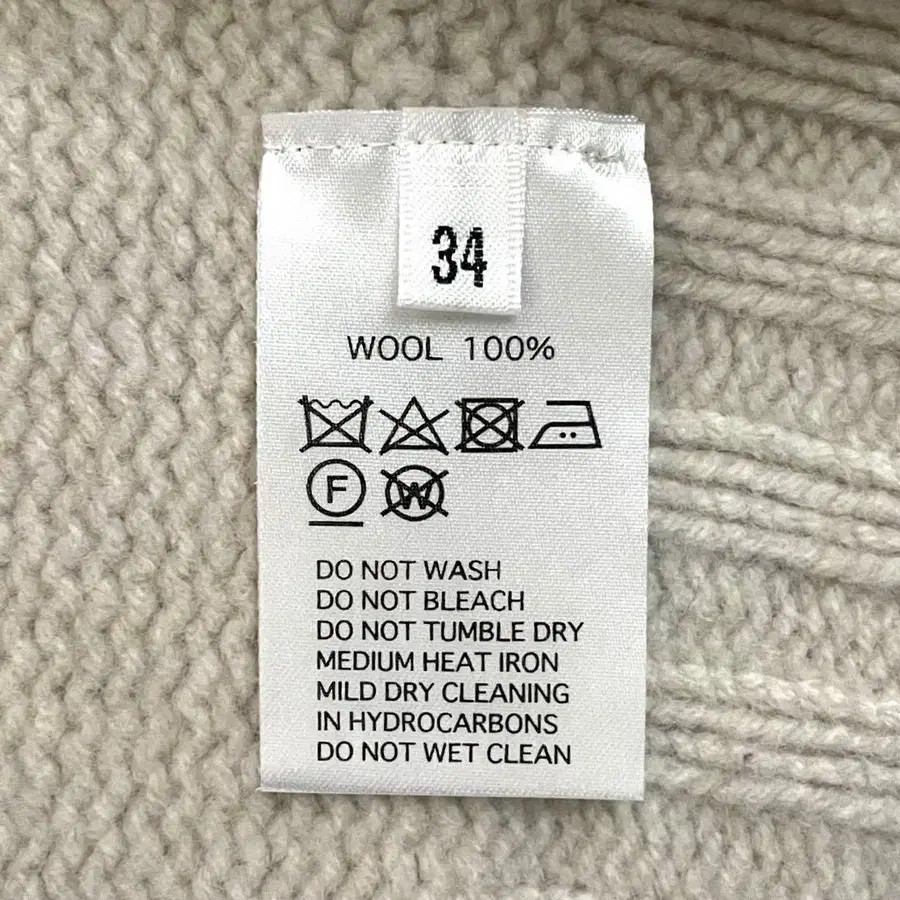 34
WOOL 100%
F W
DO NOT WASH
DO NOT BLEACH
DO NOT TUMBLE DRY
MEDIUM HEAT IRON
MILD DRY CLEANING
IN HYDROCARBONS
DO NOT WET CLEAN